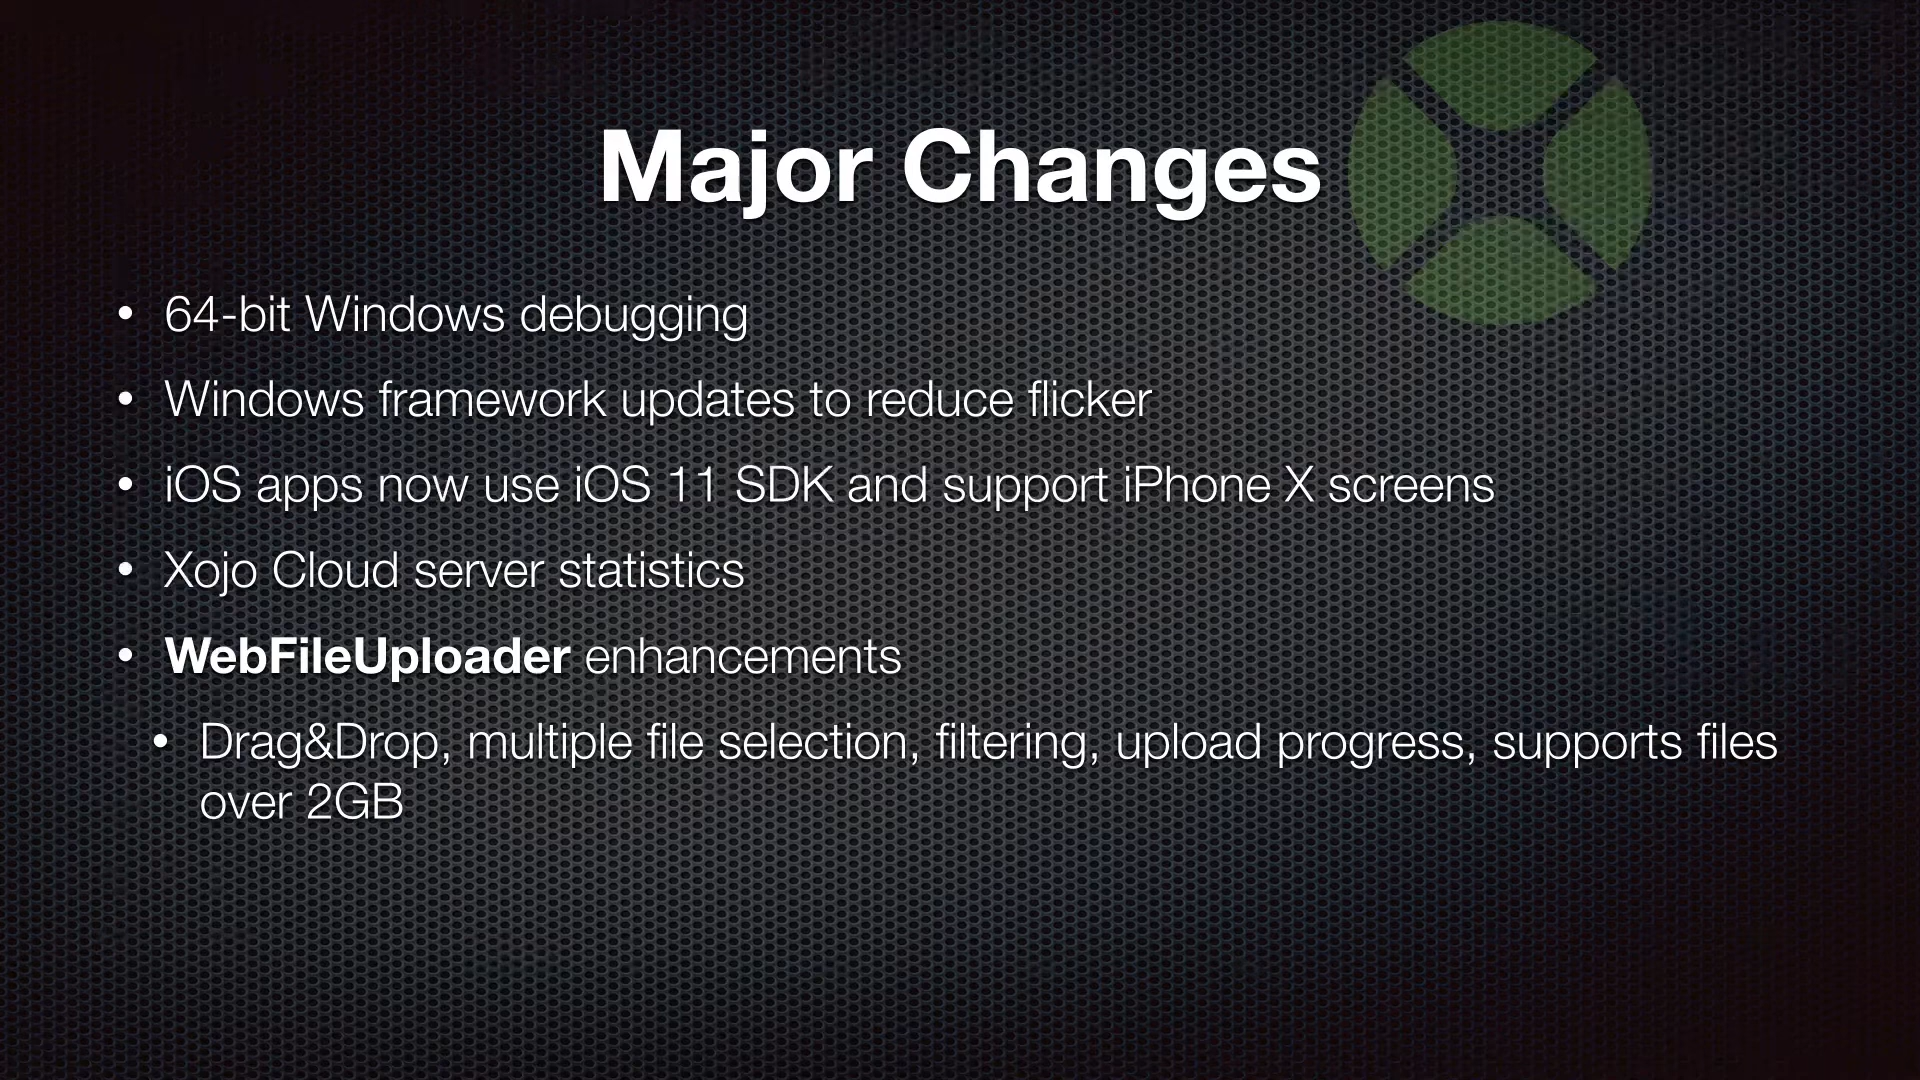 Major Changes
• 64-bit Windows debugging
• Windows framework updates to reduce flicker
• iOS apps now use iOS 11 SDK and support iPhone X screens
• Xojo Cloud server statistics
• WebFileUploader enhancements
• Drag&Drop, multiple file selection, filtering, upload progress, supports files
over 2GB